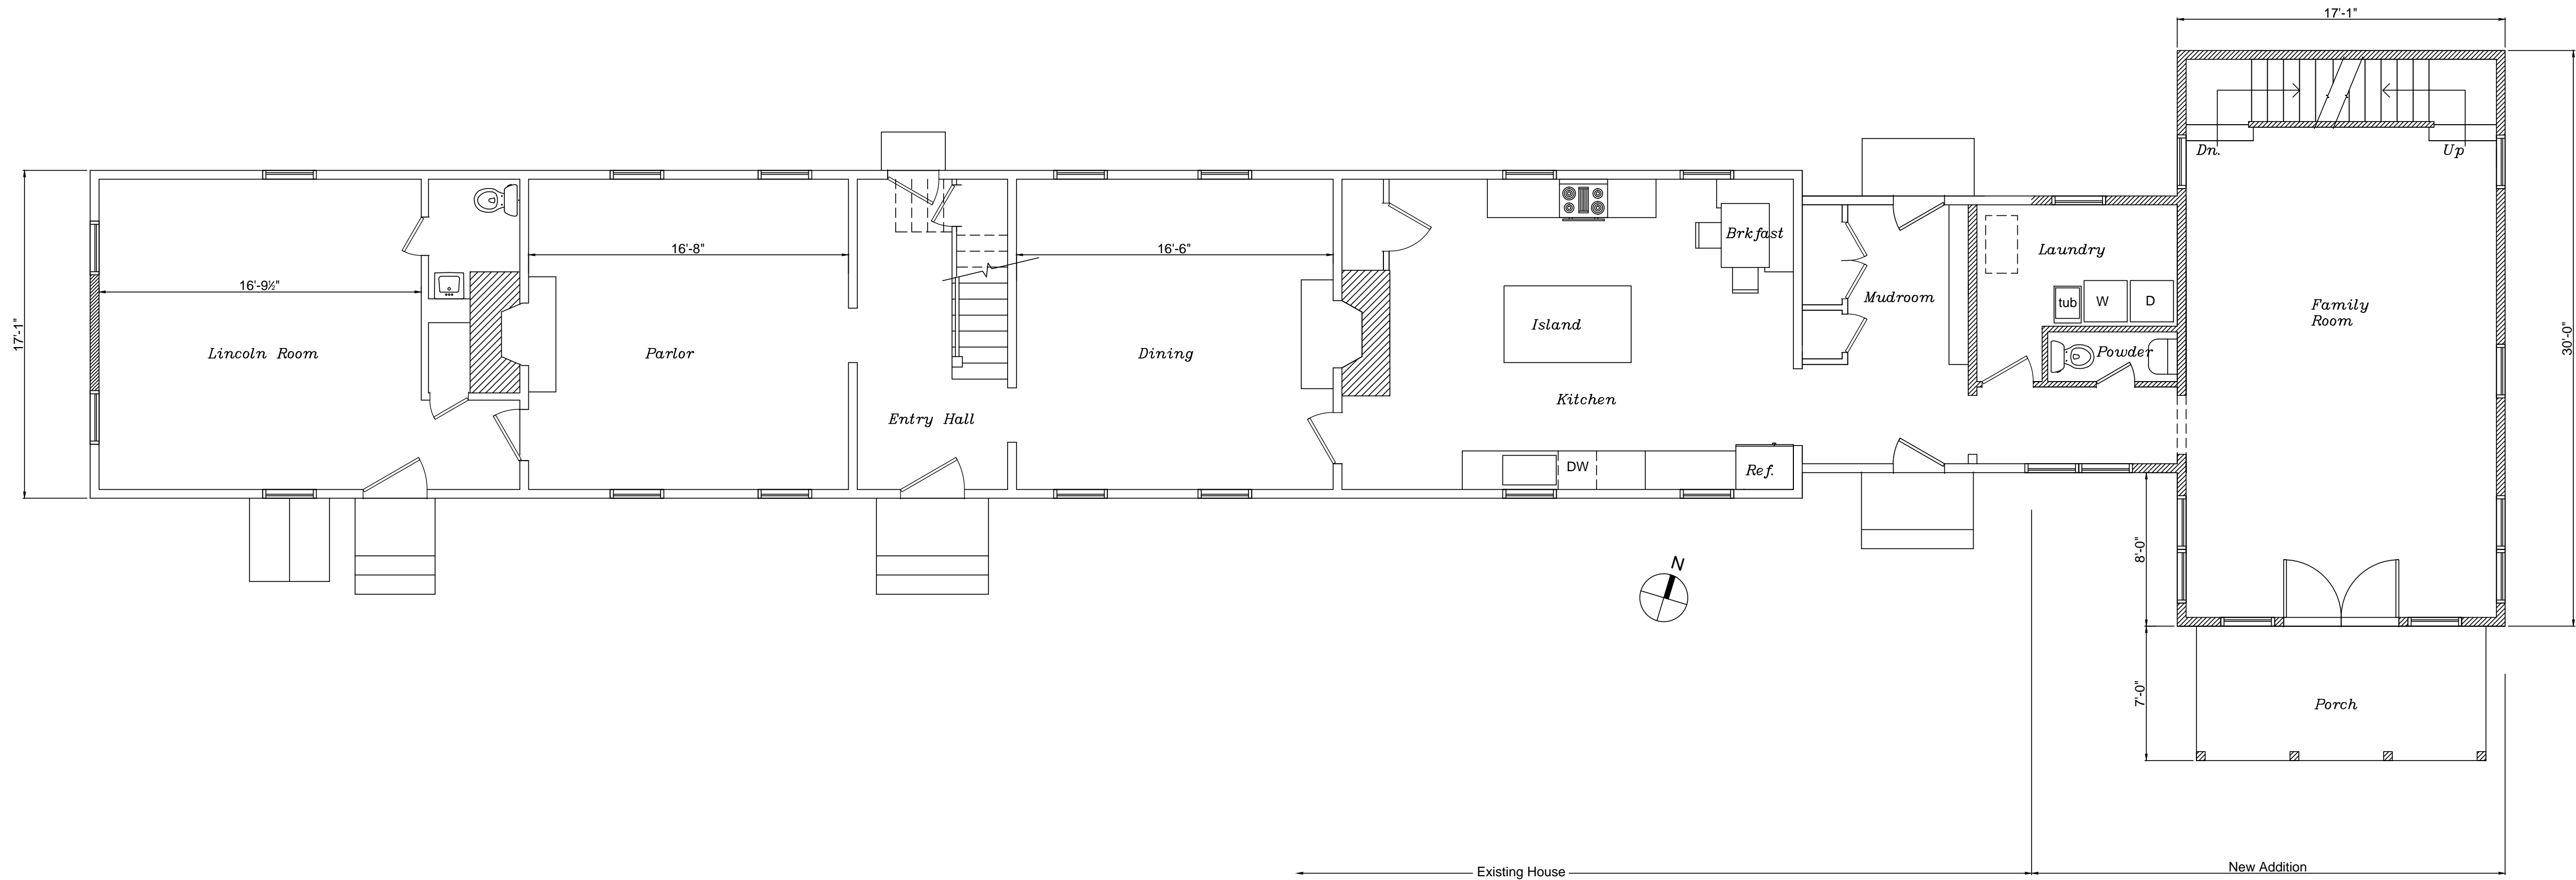 17'-1"
Dn.
Up
16'-8"
16'-6"
Brkfast
Laundry
16'-9½"
Mudroom
tub
W
D
Family
Room
Island
17'-1"
30'-0"
Lincoln Room
Parlor
Dining
Powder
Kitchen
Entry Hall
DW
Ref.
8'-0"
N
7'-0"
Porch
Existing House
New Addition